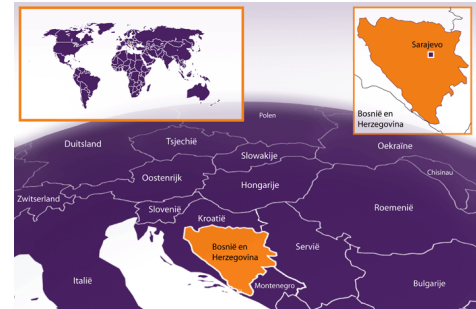 Sarajevo
Bosnië en
Herzegovina
Polen
Duitsland
Tsjechië
Oekraïne
Slowakije
Chisinau
Oostenrijk
Hongarije
Zwitserland
Slovenië
Roemenië
Kroatië
Bosnië en
Herzegovina
Servië
Italië
Montenegro
Bulgarije